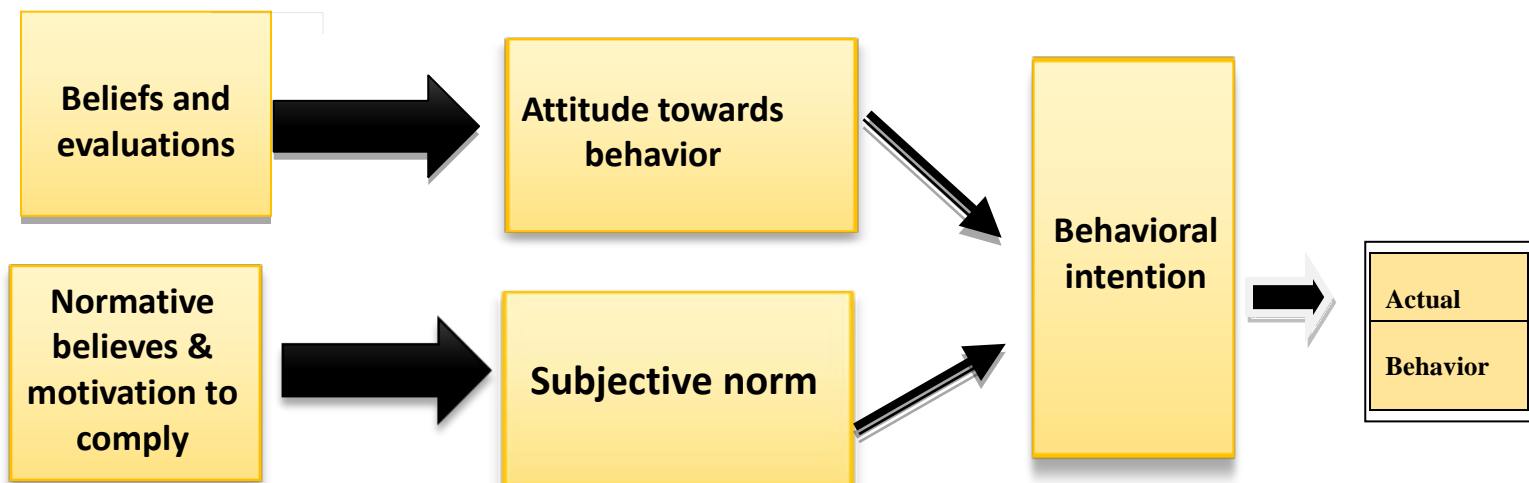 Beliefs and
evaluations
Attitude towards
behavior
Normative
believes &
motivation to
comply
Subjective norm
Behavioral
intention
Actual
Behavior